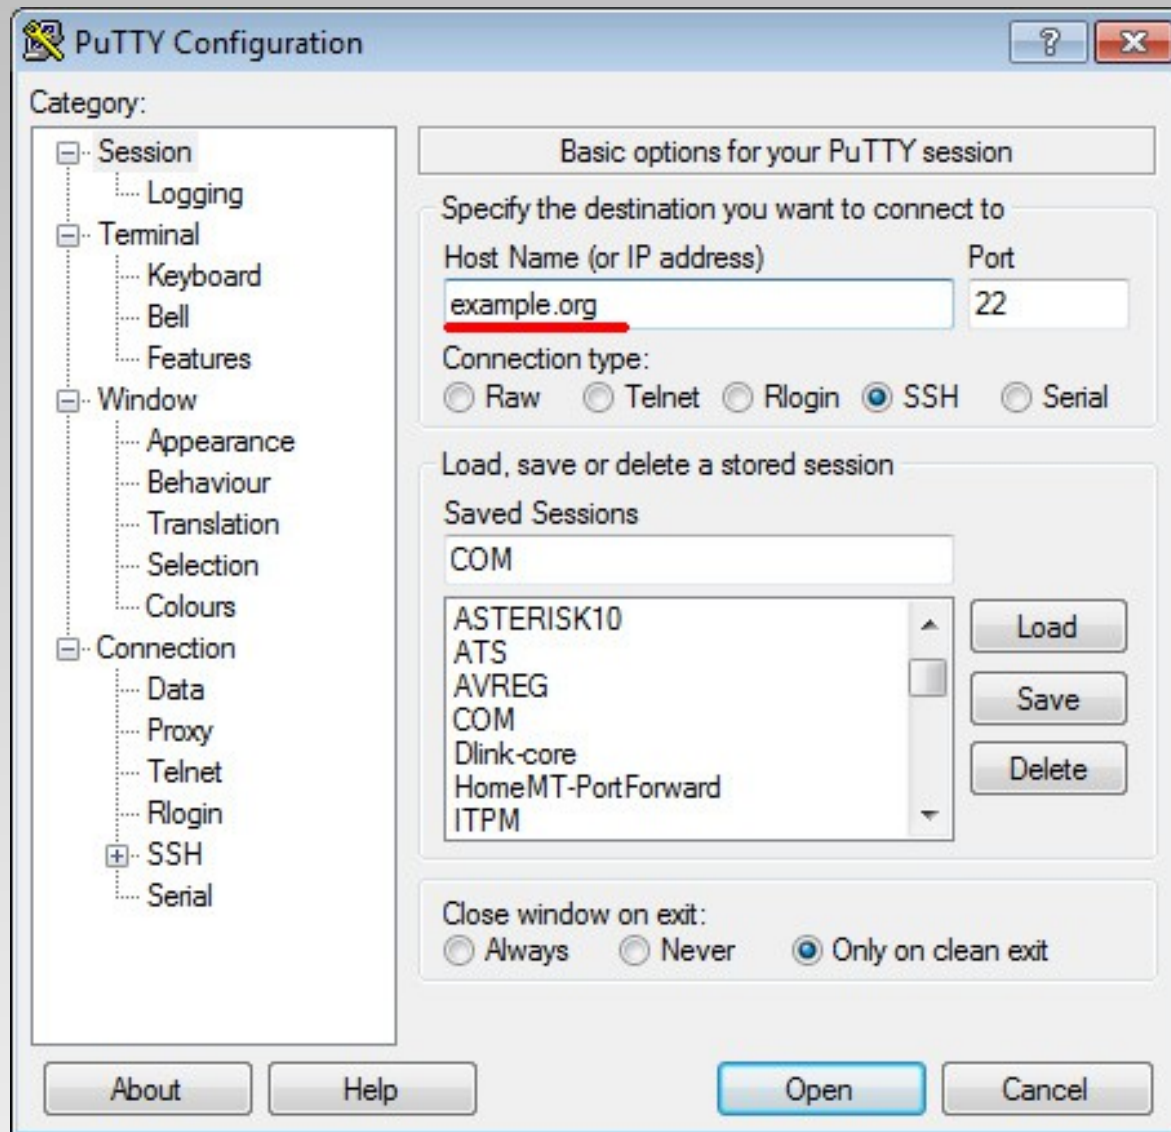 PuTTY Configuration
Category:
Session
Logging
Terminal
Keyboard
Bell
Features
Window
Appearance
Behaviour
Translation
Selection
Colours
Connection
Data
Proxy
Telnet
Rlogin
SSH
Serial
Basic options for your PuTTY session
Specify the destination you want to connect to
Host Name (or IP address) Port
example.org 22
Connection type:
Raw Telnet Rlogin SSH Serial
Load, save or delete a stored session
Saved Sessions
COM
ASTERISK10
ATS
AVREG
COM
Dlink-core
HomeMT-PortForward
ITPM
Load
Save
Delete
Close window on exit:
Always Never Only on clean exit
About Help Open Cancel